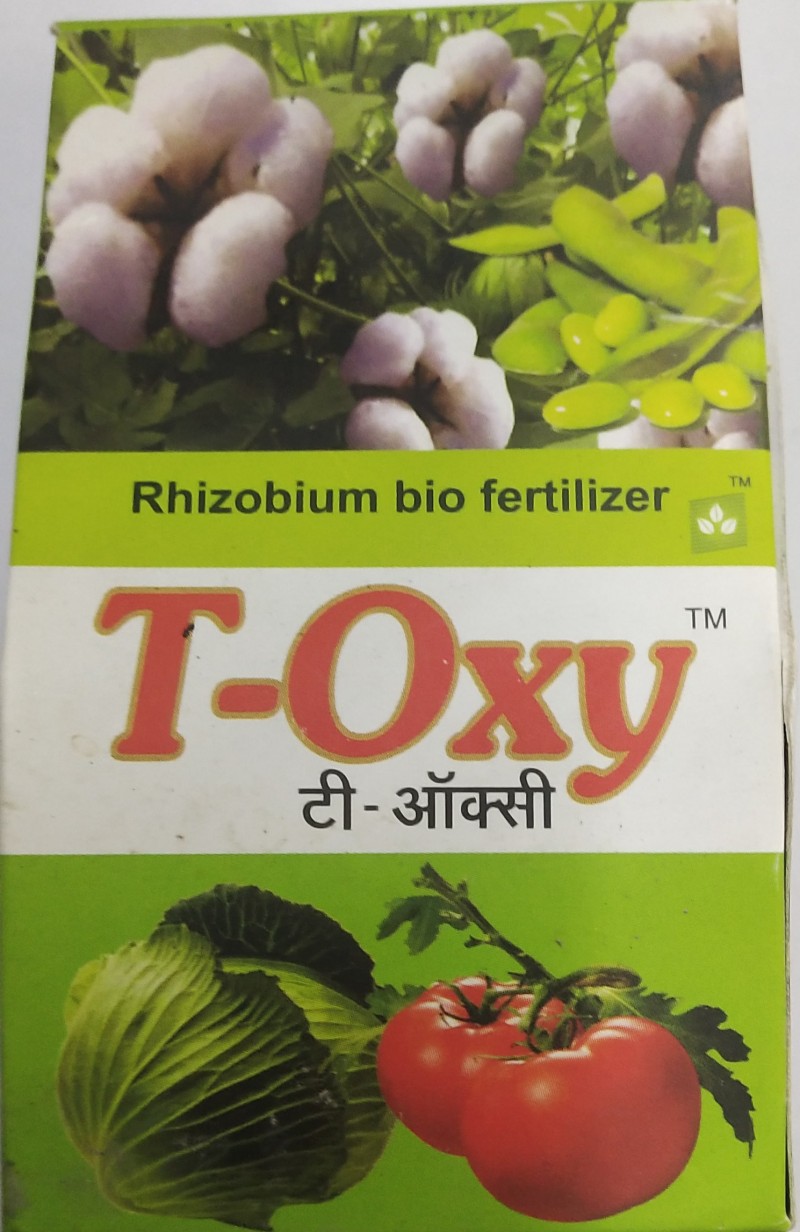 Rhizobium bio fertilizer
TM
T-Oxy
TM
टी - ऑक्सी